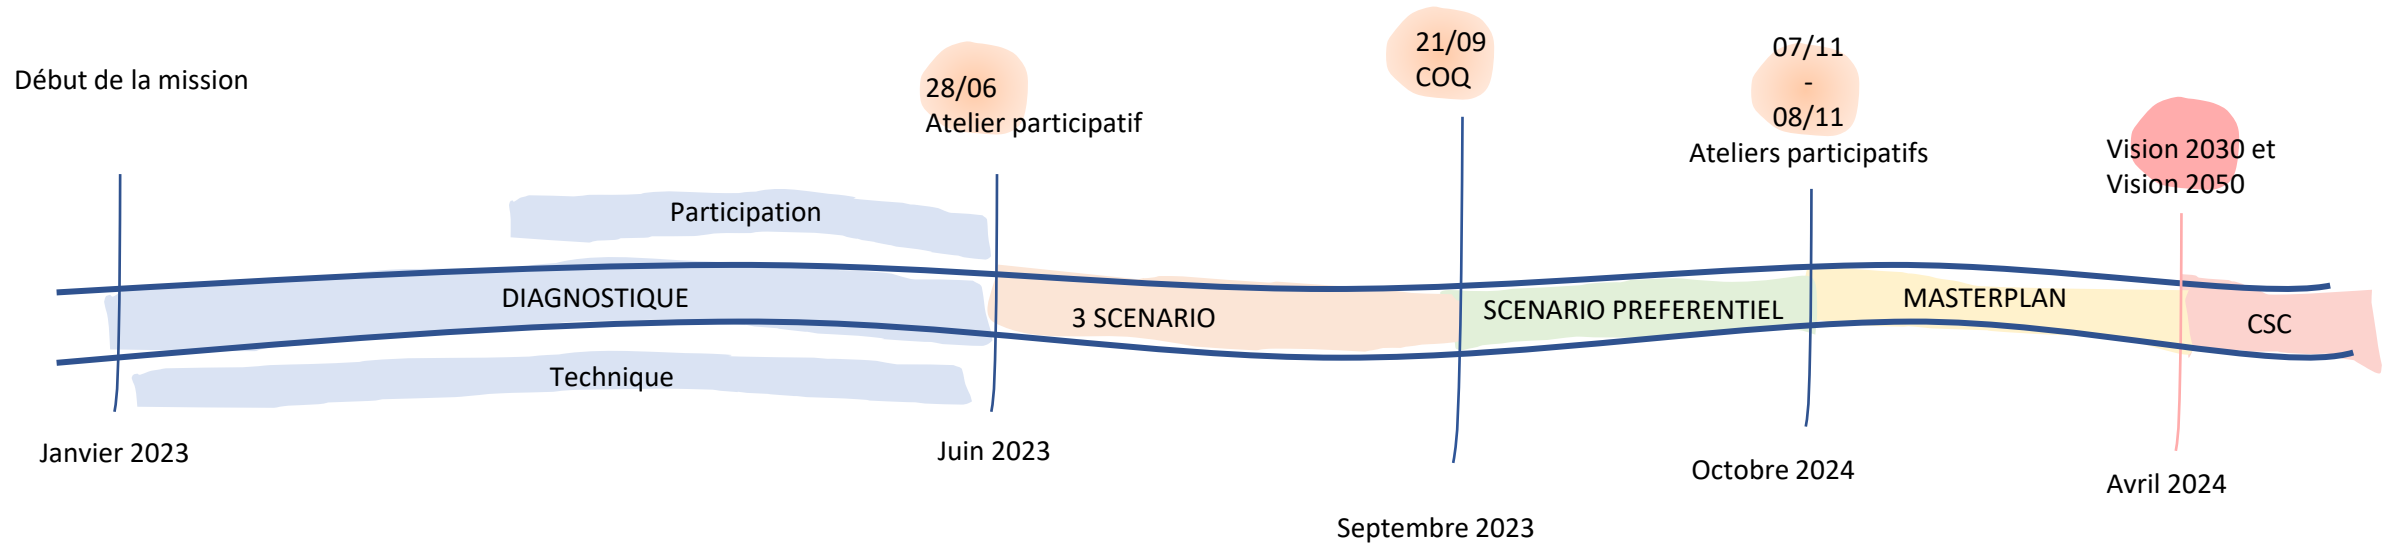 Début de la mission
28/06
Atelier participatif
21/09
COQ
07/11
-
08/11
Ateliers participatifs
Vision 2030 et
Vision 2050
Participation
DIAGNOSTIQUE
3 SCENARIO
SCENARIO PREFERENTIEL
MASTERPLAN
CSC
Technique
Janvier 2023
Juin 2023
Septembre 2023
Octobre 2024
Avril 2024